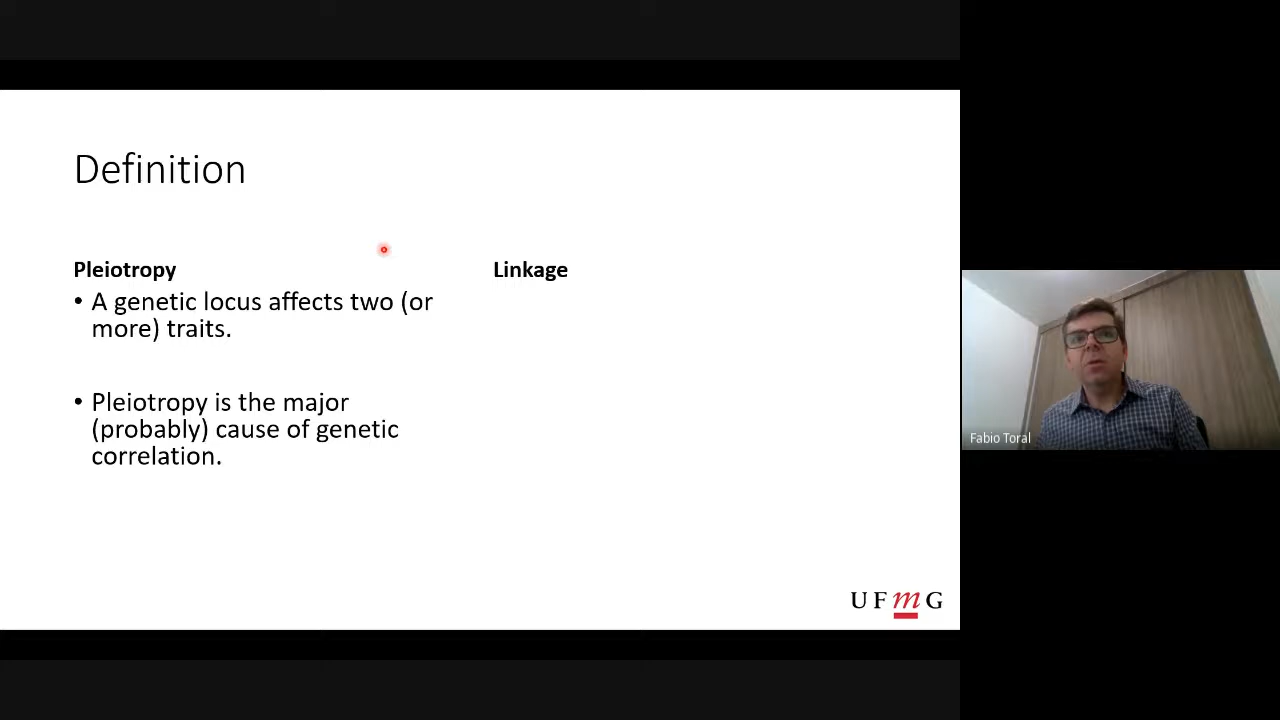 Definition
Pleiotropy
• A genetic locus affects two (or
more) traits.
• Pleiotropy is the major
(probably) cause of genetic
correlation.
Linkage
UFmG
Fabio Toral